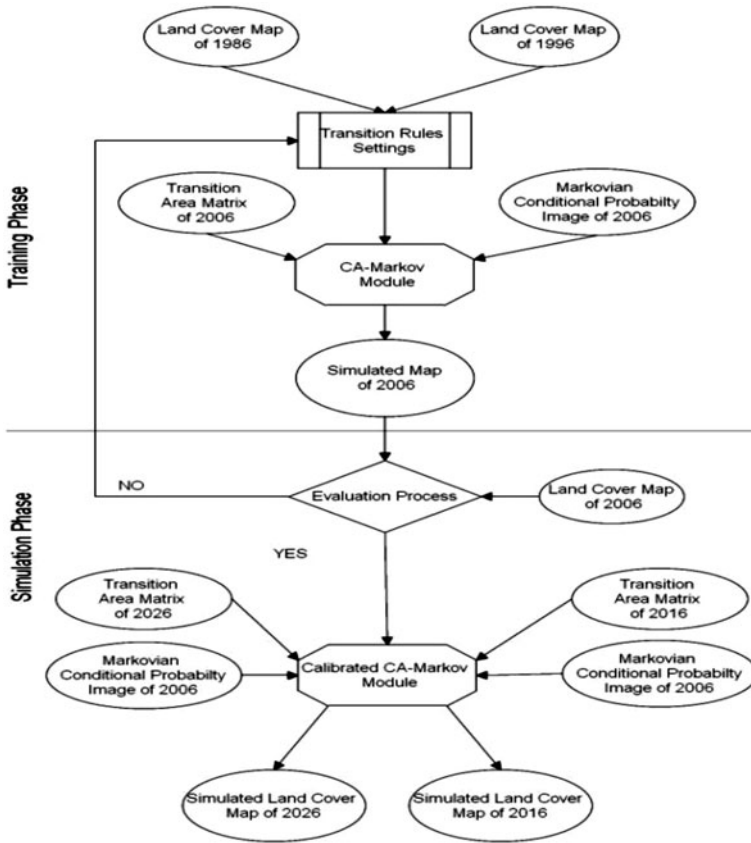 Land Cover Map
of 1986
Land Cover Map
of 1996
Transition Rules
Settings
Transition
Area Matrix
of 2006
Markovian
Conditional Probabilty
Image of 2006
CA-Markov
Module
Simulated Map
of 2006
Training Phase
Evaluation Process
NO
Land Cover Map
of 2006
YES
Simulation Phase
Transition
Area Matrix
of 2026
Transition
Area Matrix
of 2016
Markovian
Conditional Probabilty
Image of 2006
Calibrated CA-Markov
Module
Markovian
Conditional Probabilty
Image of 2006
Simulated Land Cover
Map of 2026
Simulated Land Cover
Map of 2016